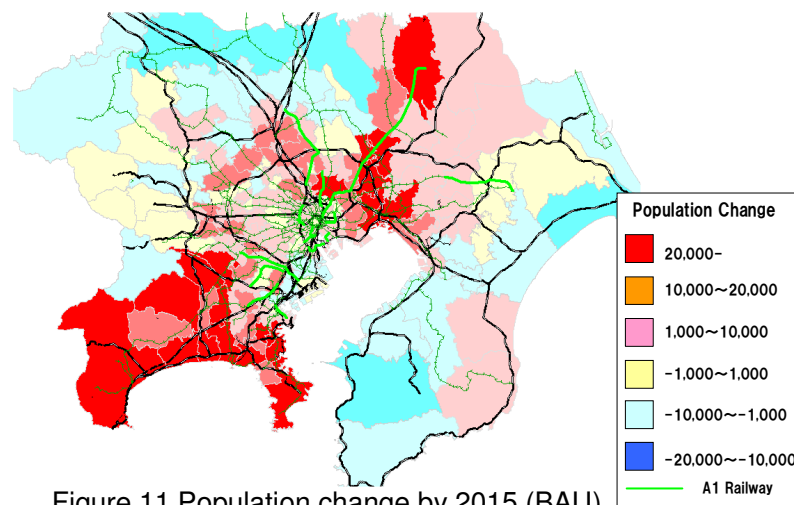 Population Change
20,000-
10,000～20,000
1,000～10,000
-1,000～1,000
-10,000～-1,000
-20,000～-10,000
A1 Railway
Figure 11 Population change by 2015 (BAU)